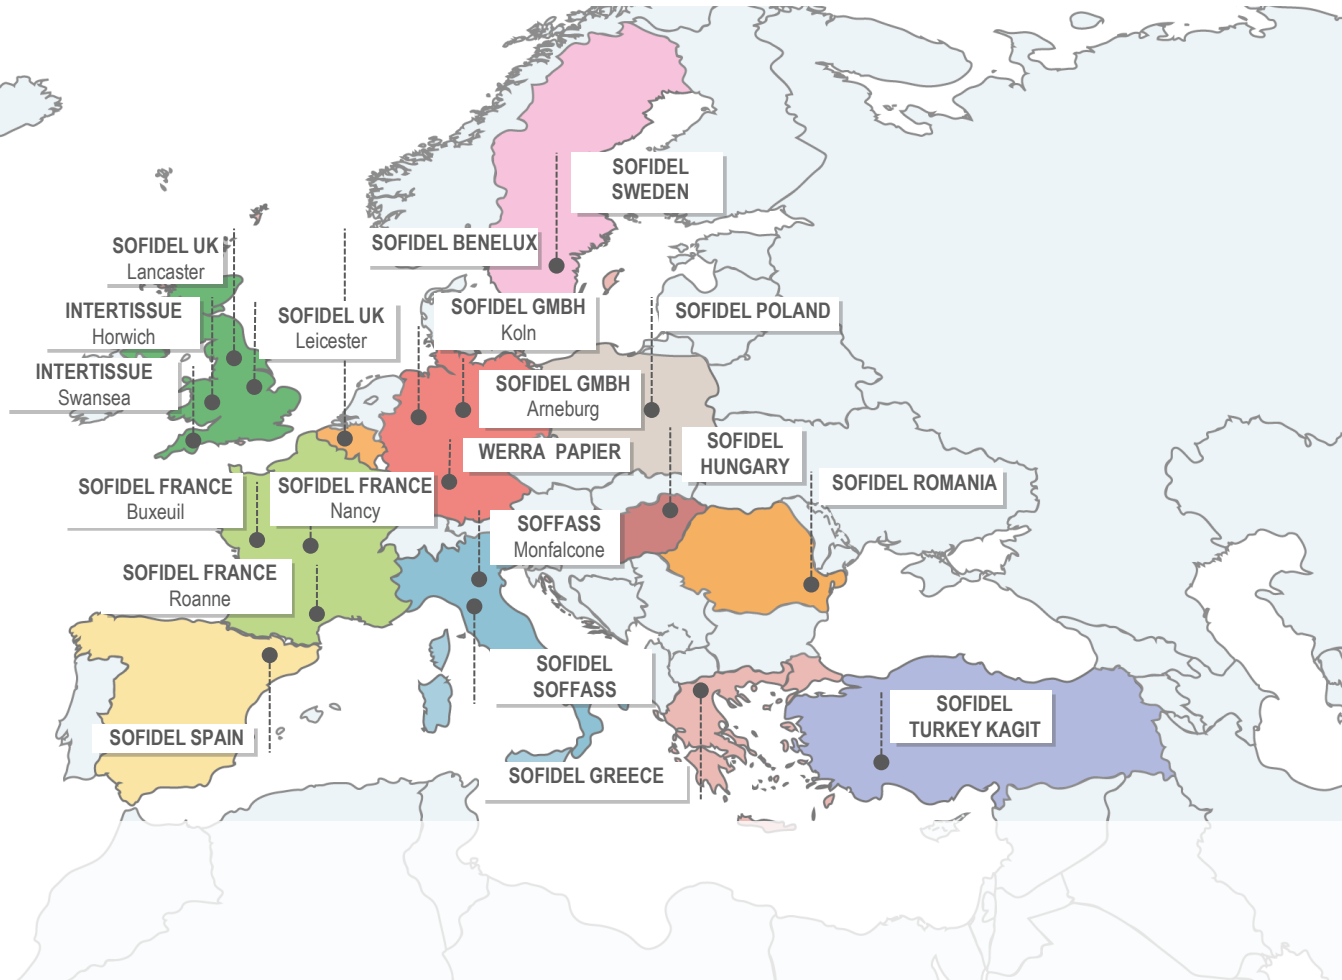 SOFIDEL
SWEDEN
SOFIDEL UK
Lancaster
SOFIDEL BENELUX
INTERTISSUE
Horwich
SOFIDEL UK
Leicester
SOFIDEL GMBH
Koln
SOFIDEL POLAND
INTERTISSUE
Swansea
SOFIDEL GMBH
Arneburg
WERRA PAPIER
SOFIDEL
HUNGARY
SOFIDEL FRANCE
Buxeuil
SOFIDEL FRANCE
Nancy
SOFIDEL ROMANIA
SOFFASS
Monfalcone
SOFIDEL FRANCE
Roanne
SOFIDEL
SOFFASS
SOFIDEL
TURKEY KAGIT
SOFIDEL SPAIN
SOFIDEL GREECE